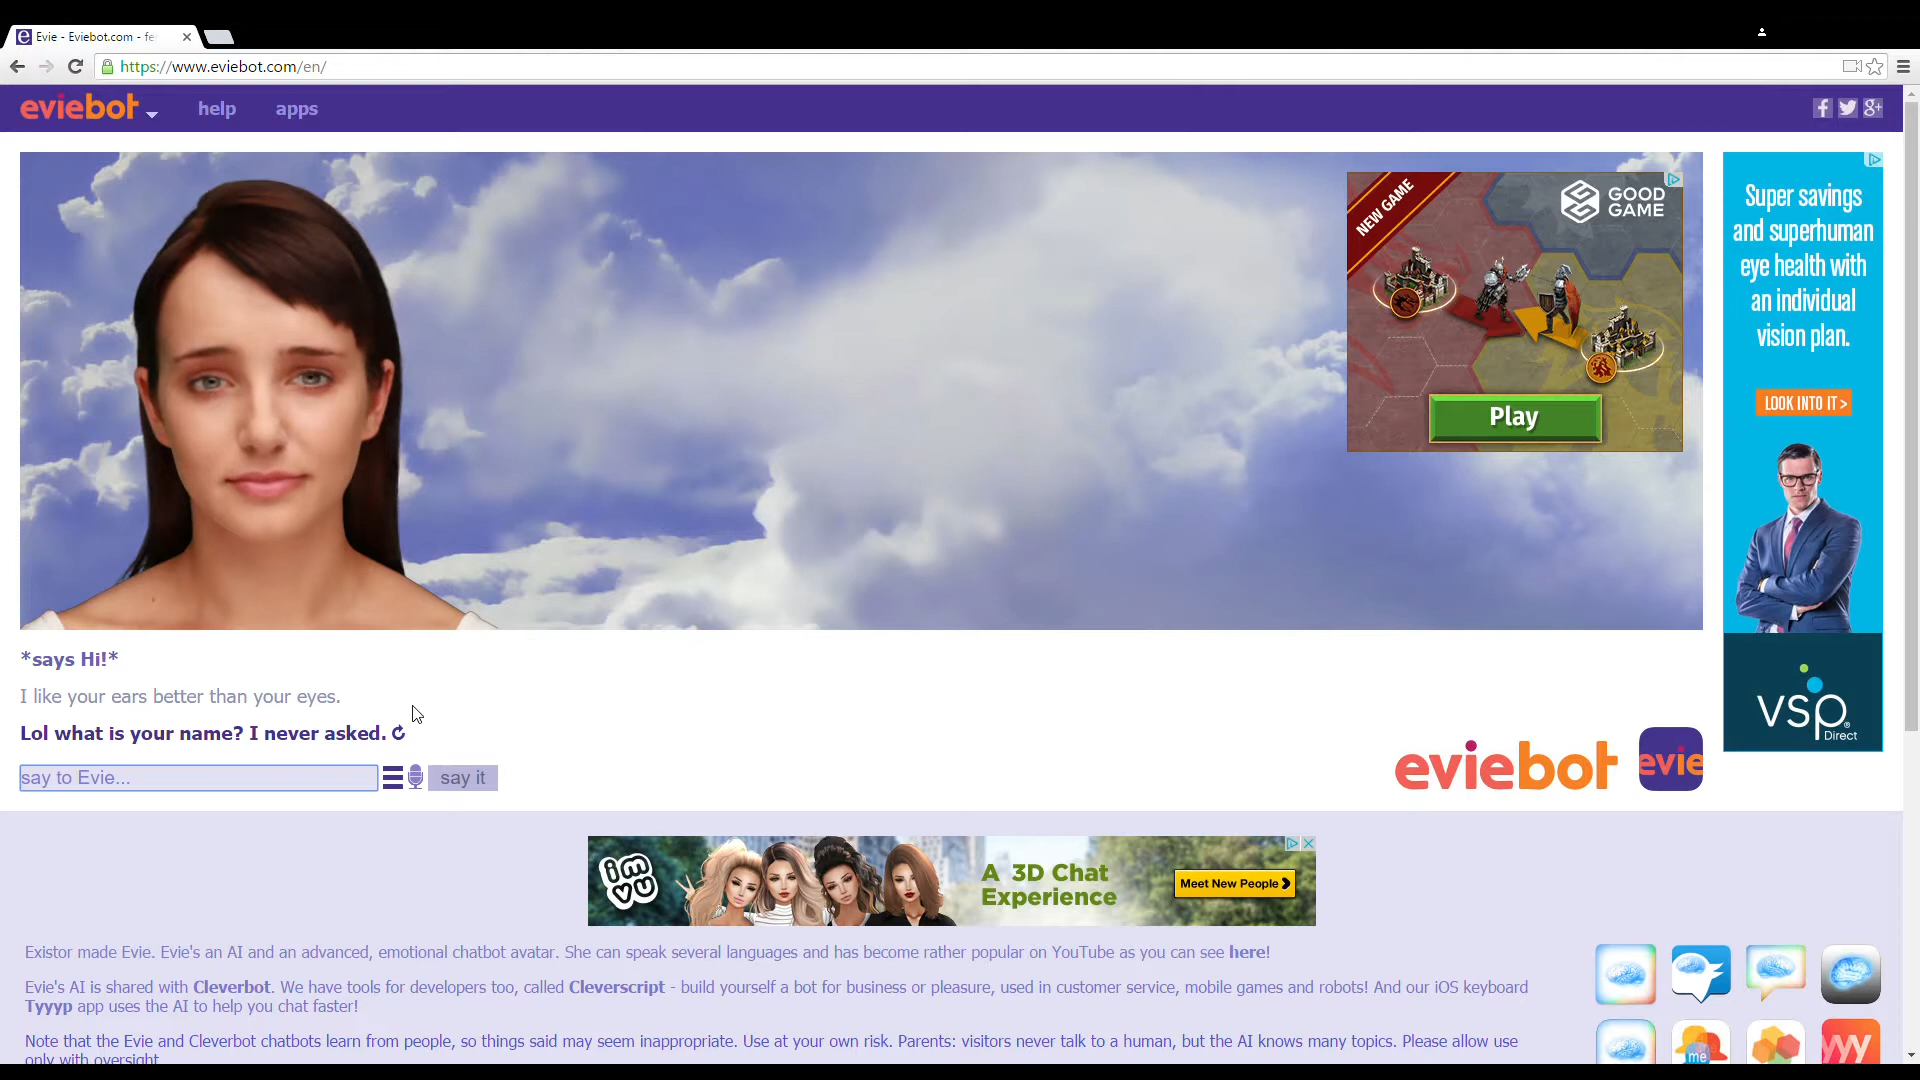 Evie - Eviebot.com - fe
https://www.eviebot.com/en/
eviebot help apps
NEW GAME
GOOD
GAME
Play
Super savings
and superhuman
eye health with
an individual
vision plan.
LOOK INTO IT >
vsp
Direct
*says Hi!*
I like your ears better than your eyes.
Lol what is your name? I never asked.
say to Evie...
say it
eviebot
evie
imvu
A 3D Chat
Experience
Meet New People
Existor made Evie. Evie's an AI and an advanced, emotional chatbot avatar. She can speak several languages and has become rather popular on YouTube as you can see here!
Evie's AI is shared with Cleverbot. We have tools for developers too, called Cleverscript - build yourself a bot for business or pleasure, used in customer service, mobile games and robots! And our iOS keyboard
Tyyyp app uses the AI to help you chat faster!
Note that the Evie and Cleverbot chatbots learn from people, so things said may seem inappropriate. Use at your own risk. Parents: visitors never talk to a human, but the AI knows many topics. Please allow use
only with oversight
me